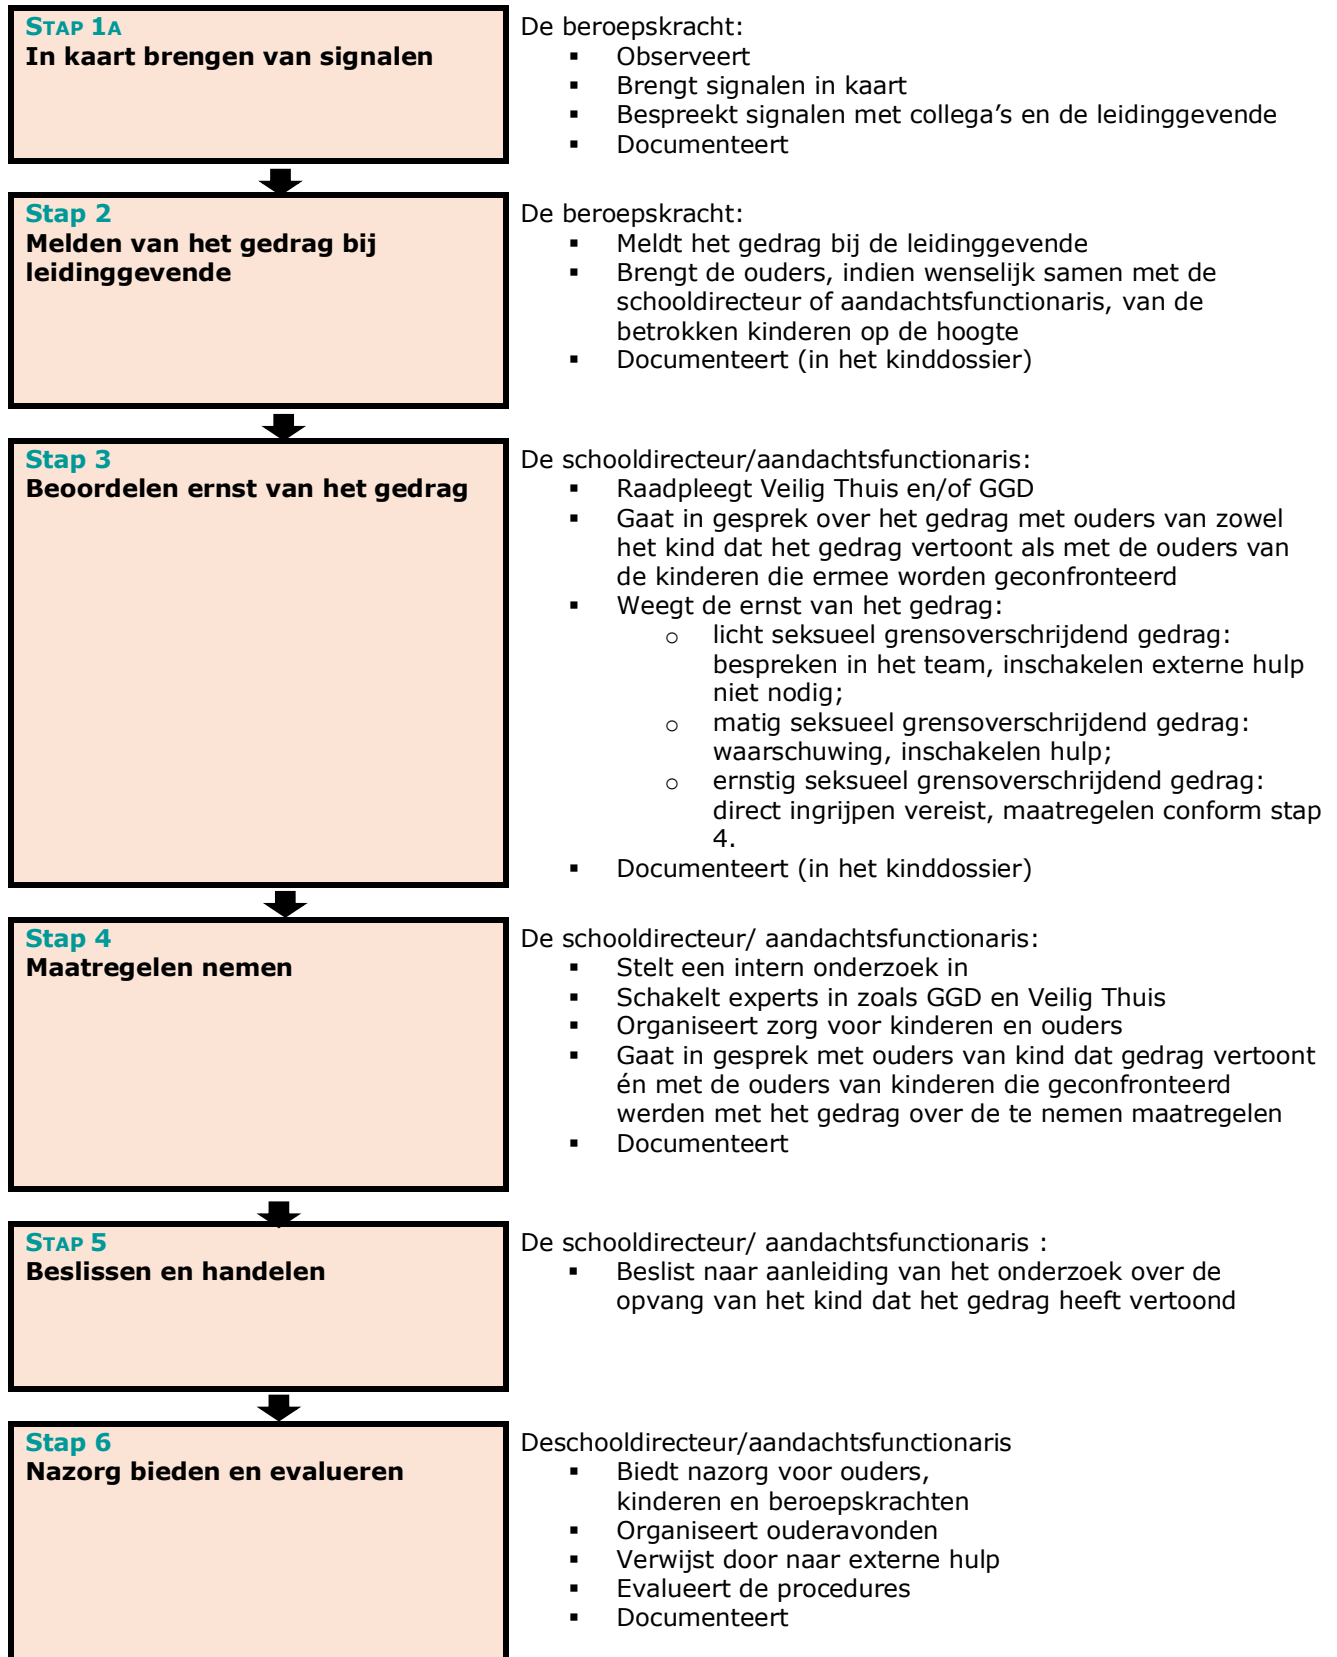 STAP 1A
In kaart brengen van signalen
De beroepskracht:
▪ Observeert
▪ Brengt signalen in kaart
▪ Bespreekt signalen met collega’s en de leidinggevende
▪ Documenteert
Stap 2
Melden van het gedrag bij
leidinggevende
De beroepskracht:
▪ Meldt het gedrag bij de leidinggevende
▪ Brengt de ouders, indien wenselijk samen met de
schooldirecteur of aandachtsfunctionaris, van de
betrokken kinderen op de hoogte
▪ Documenteert (in het kinddossier)
Stap 3
Beoordelen ernst van het gedrag
De schooldirecteur/aandachtsfunctionaris:
▪ Raadpleegt Veilig Thuis en/of GGD
▪ Gaat in gesprek over het gedrag met ouders van zowel
het kind dat het gedrag vertoont als met de ouders van
de kinderen die ermee worden geconfronteerd
▪ Weegt de ernst van het gedrag:
o licht seksueel grensoverschrijdend gedrag:
bespreken in het team, inschakelen externe hulp
niet nodig;
o matig seksueel grensoverschrijdend gedrag:
waarschuwing, inschakelen hulp;
o ernstig seksueel grensoverschrijdend gedrag:
direct ingrijpen vereist, maatregelen conform stap
4.
▪ Documenteert (in het kinddossier)
Stap 4
Maatregelen nemen
De schooldirecteur/ aandachtsfunctionaris:
▪ Stelt een intern onderzoek in
▪ Schakelt experts in zoals GGD en Veilig Thuis
▪ Organiseert zorg voor kinderen en ouders
▪ Gaat in gesprek met ouders van kind dat gedrag vertoont
én met de ouders van kinderen die geconfronteerd
werden met het gedrag over de te nemen maatregelen
▪ Documenteert
STAP 5
Beslissen en handelen
De schooldirecteur/ aandachtsfunctionaris :
▪ Beslist naar aanleiding van het onderzoek over de
opvang van het kind dat het gedrag heeft vertoond
Stap 6
Nazorg bieden en evalueren
Deschooldirecteur/aandachtsfunctionaris
▪ Biedt nazorg voor ouders,
kinderen en beroepskrachten
▪ Organiseert ouderavonden
▪ Verwijst door naar externe hulp
▪ Evalueert de procedures
▪ Documenteert